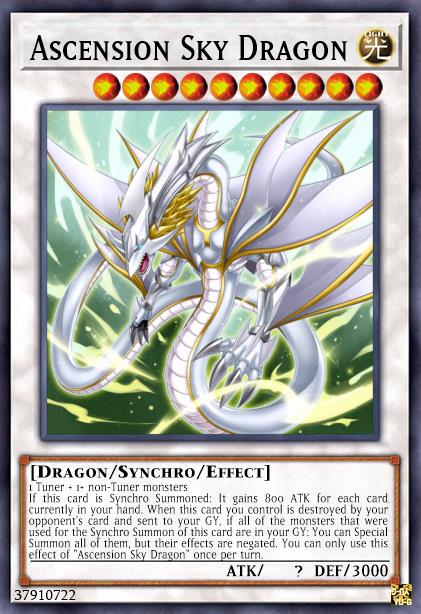 ASCENSION SKY DRAGON
LIGHT
光
[DRAGON/SYNCHRO/EFFECT]
1 Tuner + 1+ non-Tuner monsters
If this card is Synchro Summoned: It gains 800 ATK for each card
currently in your hand. When this card you control is destroyed by your
opponent's card and sent to your GY, if all of the monsters that were
used for the Synchro Summon of this card are in your GY: You can Special
Summon all of them, but their effects are negated. You can only use this
effect of "Ascension Sky Dragon" once per turn.
ATK/ ? DEF/3000
37910722